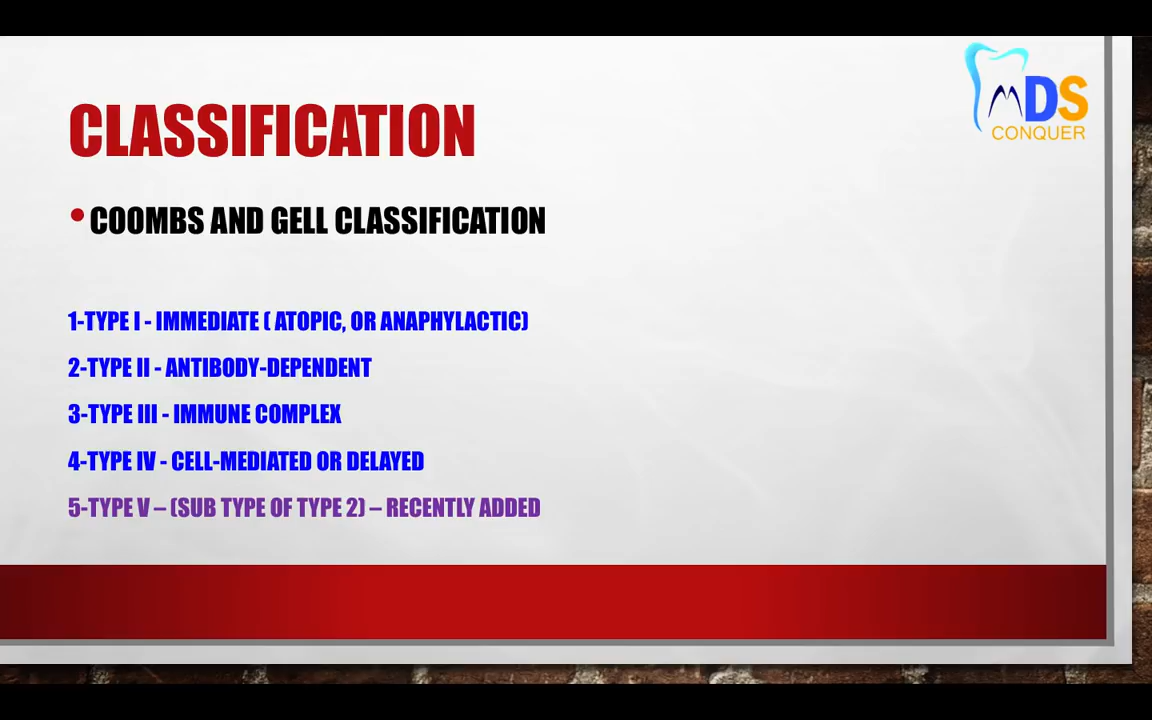 MDS
CONQUER
CLASSIFICATION
•COOMBS AND GELL CLASSIFICATION
1-TYPE I - IMMEDIATE ( ATOPIC, OR ANAPHYLACTIC)
2-TYPE II - ANTIBODY-DEPENDENT
3-TYPE III - IMMUNE COMPLEX
4-TYPE IV - CELL-MEDIATED OR DELAYED
5-TYPE V – (SUB TYPE OF TYPE 2) – RECENTLY ADDED